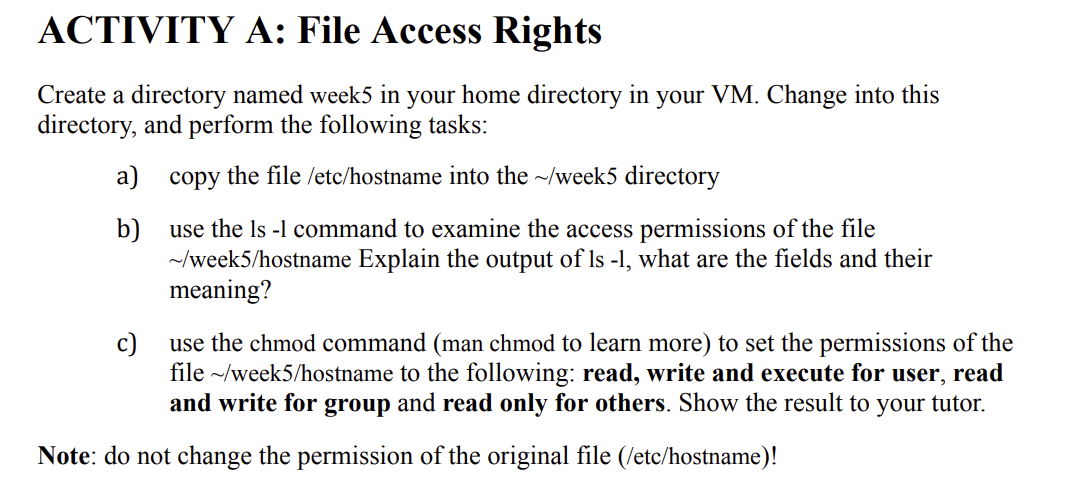 ACTIVITY A: File Access Rights
Create a directory named week5 in your home directory in your VM. Change into this
directory, and perform the following tasks:
a) copy the file /etc/hostname into the ~/week5 directory
b) use the ls -l command to examine the access permissions of the file
~/week5/hostname Explain the output of ls -l, what are the fields and their
meaning?
c) use the chmod command (man chmod to learn more) to set the permissions of the
file ~/week5/hostname to the following: read, write and execute for user, read
and write for group and read only for others. Show the result to your tutor.
Note: do not change the permission of the original file (/etc/hostname)!